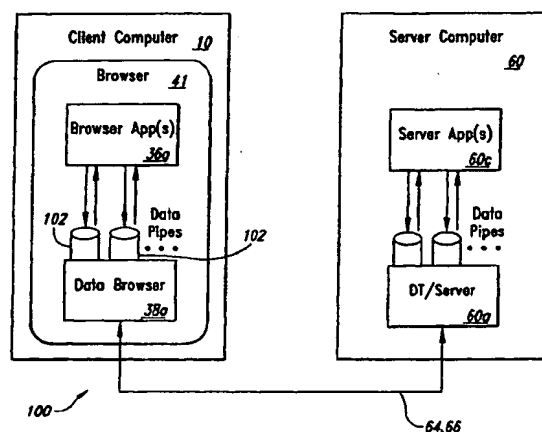 Client Computer 10
Browser 41
Browser App(s)
36a
Data Pipes
102
102
Data Browser
38a
Server Computer
60
Server App(s)
60c
Data Pipes
DT/Server
60a
100
64,66